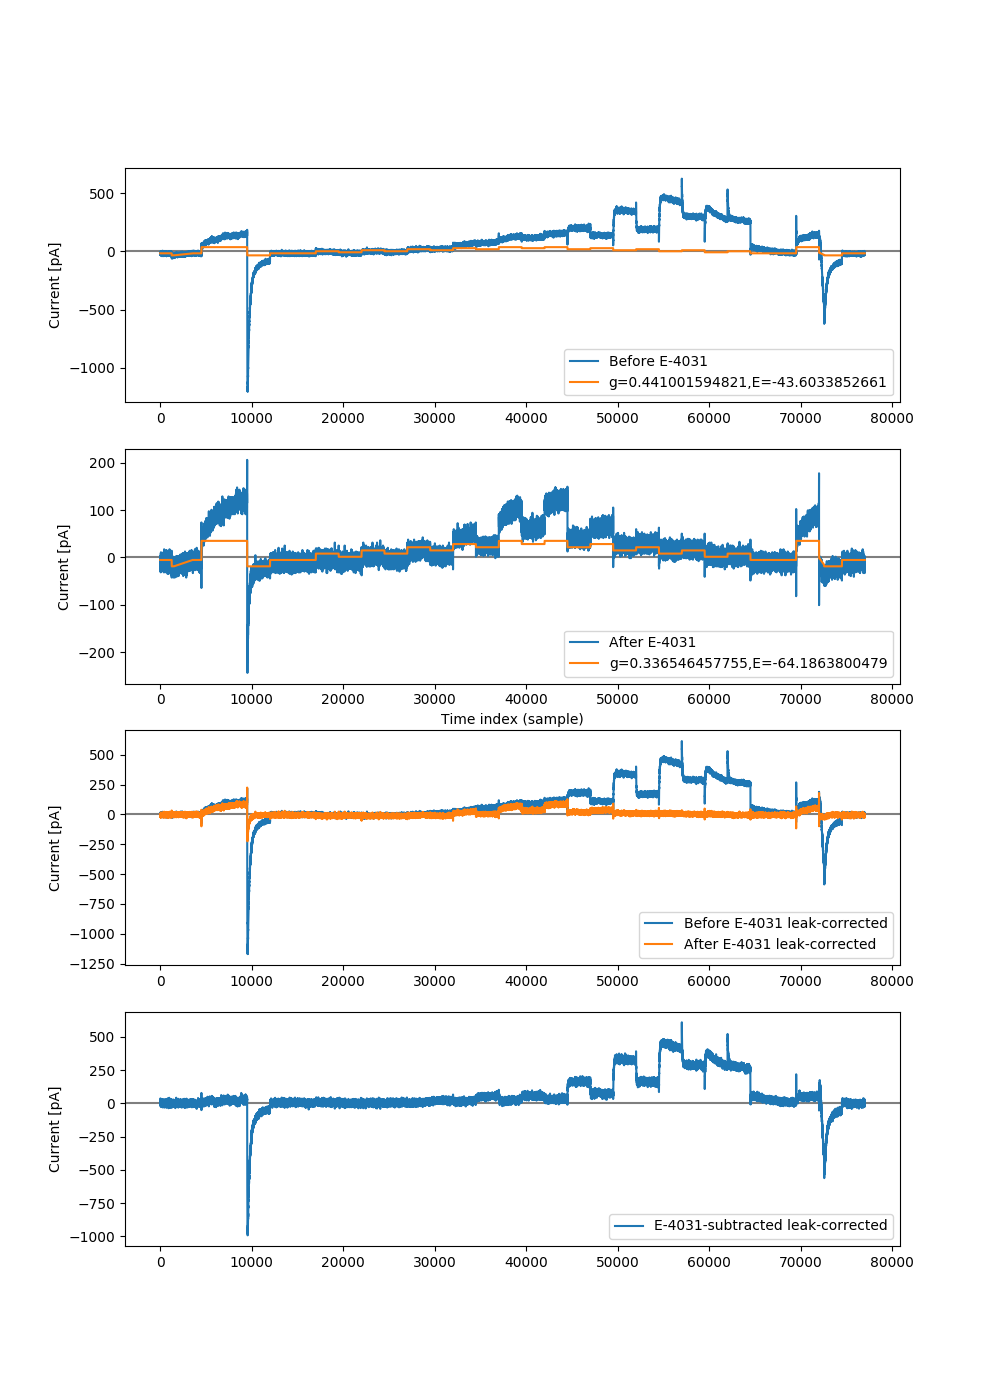 500
0
−500
−1000
Current [pA]
Before E-4031
g=0.441001594821,E=-43.6033852661
0 10000 20000 30000 40000 50000 60000 70000 80000
200
100
0
−100
−200
Current [pA]
After E-4031
g=0.336546457755,E=-64.1863800479
0 10000 20000 30000 40000 50000 60000 70000 80000
Time index (sample)
500
250
0
−250
−500
−750
−1000
−1250
Current [pA]
Before E-4031 leak-corrected
After E-4031 leak-corrected
0 10000 20000 30000 40000 50000 60000 70000 80000
500
250
0
−250
−500
−750
−1000
Current [pA]
E-4031-subtracted leak-corrected
0 10000 20000 30000 40000 50000 60000 70000 80000